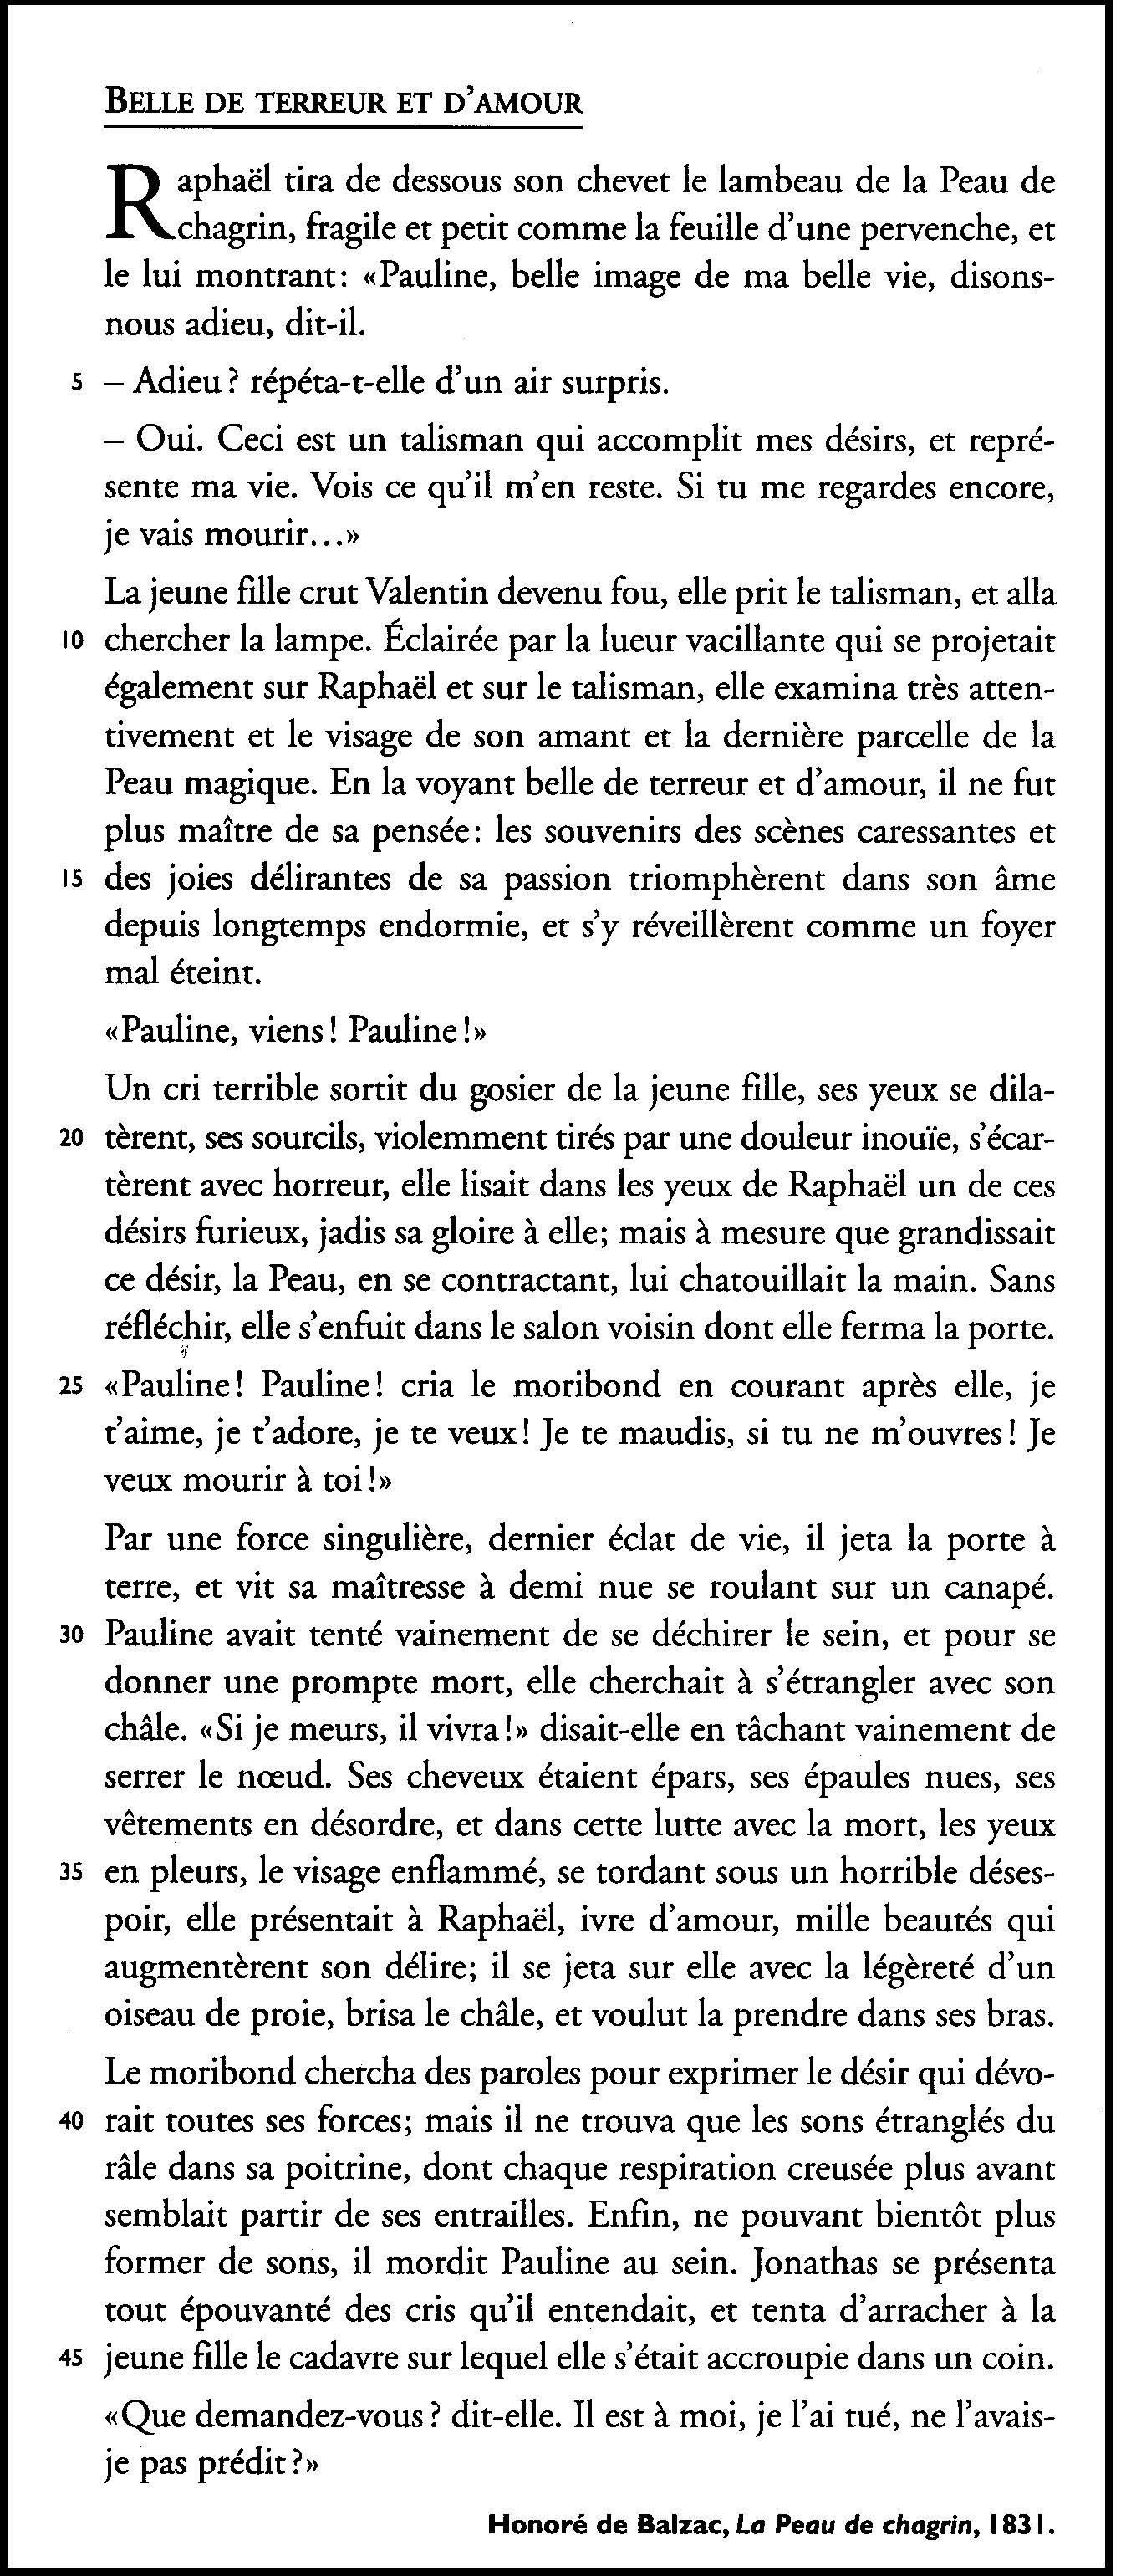 BELLE DE TERREUR ET D'AMOUR
Raphaël tira de dessous son chevet le lambeau de la Peau de
chagrin, fragile et petit comme la feuille d'une pervenche, et
le lui montrant: «Pauline, belle image de ma belle vie, disons-
nous adieu, dit-il.
5 – Adieu? répéta-t-elle d'un air surpris.
– Oui. Ceci est un talisman qui accomplit mes désirs, et repré-
sente ma vie. Vois ce qu'il m'en reste. Si tu me regardes encore,
je vais mourir...»
La jeune fille crut Valentin devenu fou, elle prit le talisman, et alla
10 chercher la lampe. Éclairée par la lueur vacillante qui se projetait
également sur Raphaël et sur le talisman, elle examina très atten-
tivement et le visage de son amant et la dernière parcelle de la
Peau magique. En la voyant belle de terreur et d'amour, il ne fut
plus maître de sa pensée: les souvenirs des scènes caressantes et
15 des joies délirantes de sa passion triomphèrent dans son âme
depuis longtemps endormie, et s'y réveillèrent comme un foyer
mal éteint.
«Pauline, viens! Pauline!»
Un cri terrible sortit du gosier de la jeune fille, ses yeux se dila-
20 tèrent, ses sourcils, violemment tirés par une douleur inouïe, s'écar-
tèrent avec horreur, elle lisait dans les yeux de Raphaël un de ces
désirs furieux, jadis sa gloire à elle; mais à mesure que grandissait
ce désir, la Peau, en se contractant, lui chatouillait la main. Sans
réfléchir, elle s'enfuit dans le salon voisin dont elle ferma la porte.
25 «Pauline! Pauline! cria le moribond en courant après elle, je
t'aime, je t'adore, je te veux! Je te maudis, si tu ne m'ouvres! Je
veux mourir à toi!»
Par une force singulière, dernier éclat de vie, il jeta la porte à
terre, et vit sa maîtresse à demi nue se roulant sur un canapé.
30 Pauline avait tenté vainement de se déchirer le sein, et pour se
donner une prompte mort, elle cherchait à s'étrangler avec son
châle. «Si je meurs, il vivra!» disait-elle en tâchant vainement de
serrer le nœud. Ses cheveux étaient épars, ses épaules nues, ses
vêtements en désordre, et dans cette lutte avec la mort, les yeux
35 en pleurs, le visage enflammé, se tordant sous un horrible déses-
poir, elle présentait à Raphaël, ivre d'amour, mille beautés qui
augmentèrent son délire; il se jeta sur elle avec la légèreté d'un
oiseau de proie, brisa le châle, et voulut la prendre dans ses bras.
Le moribond chercha des paroles pour exprimer le désir qui dévo-
40 rait toutes ses forces; mais il ne trouva que les sons étranglés du
râle dans sa poitrine, dont chaque respiration creusée plus avant
semblait partir de ses entrailles. Enfin, ne pouvant bientôt plus
former de sons, il mordit Pauline au sein. Jonathas se présenta
tout épouvanté des cris qu'il entendait, et tenta d'arracher à la
45 jeune fille le cadavre sur lequel elle s'était accroupie dans un coin.
«Que demandez-vous? dit-elle. Il est à moi, je l'ai tué, ne l'avais-
je pas prédit?»
Honoré de Balzac, La Peau de chagrin, 1831.